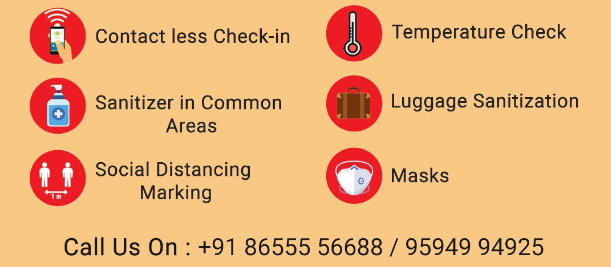 Contact less Check-in
Temperature Check
Sanitizer in Common
Areas
Luggage Sanitization
Social Distancing
Marking
Masks
1 m
Call Us On : +91 86555 56688 / 95949 94925